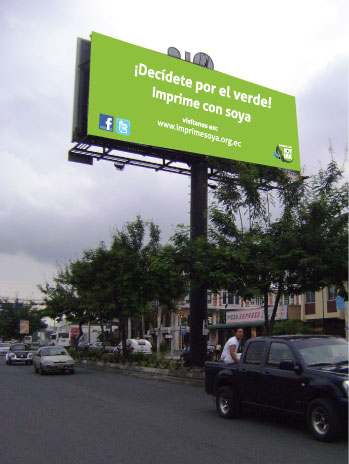 ¡Decídete por el verde!
Imprime con soya
visítanos en:
www.imprimesoya.org.ec